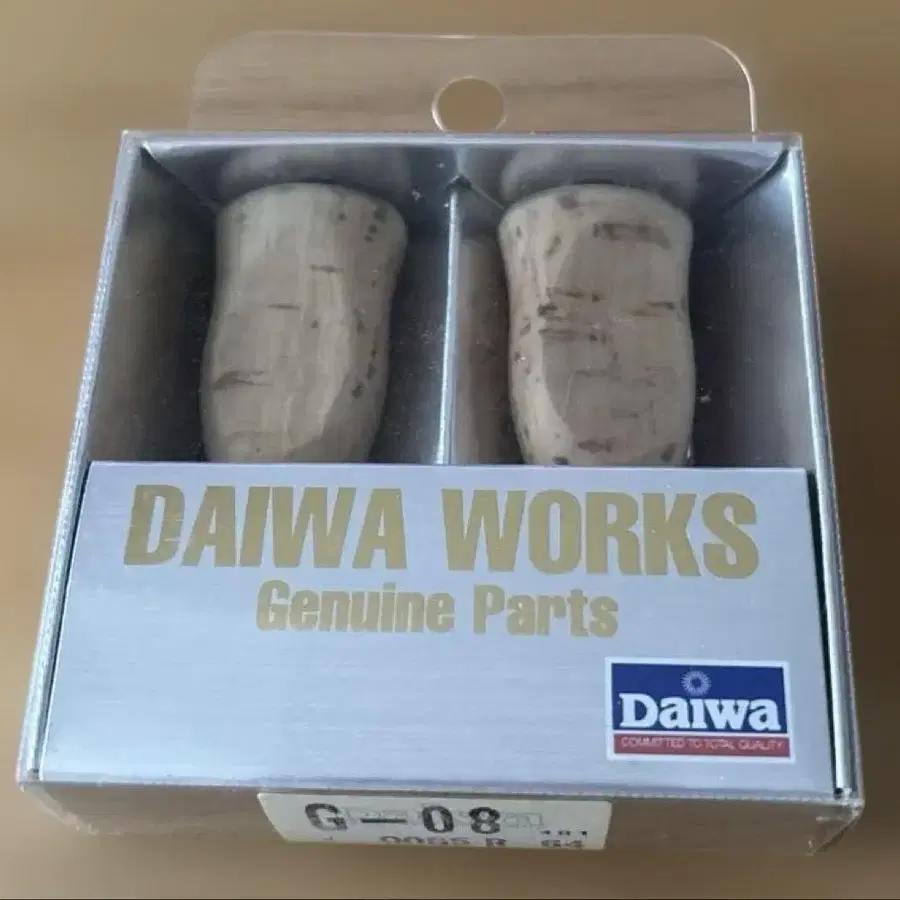 DAIWA WORKS
Genuine Parts
Daiwa
COMMITTED TO TOTAL QUALITY
G-08